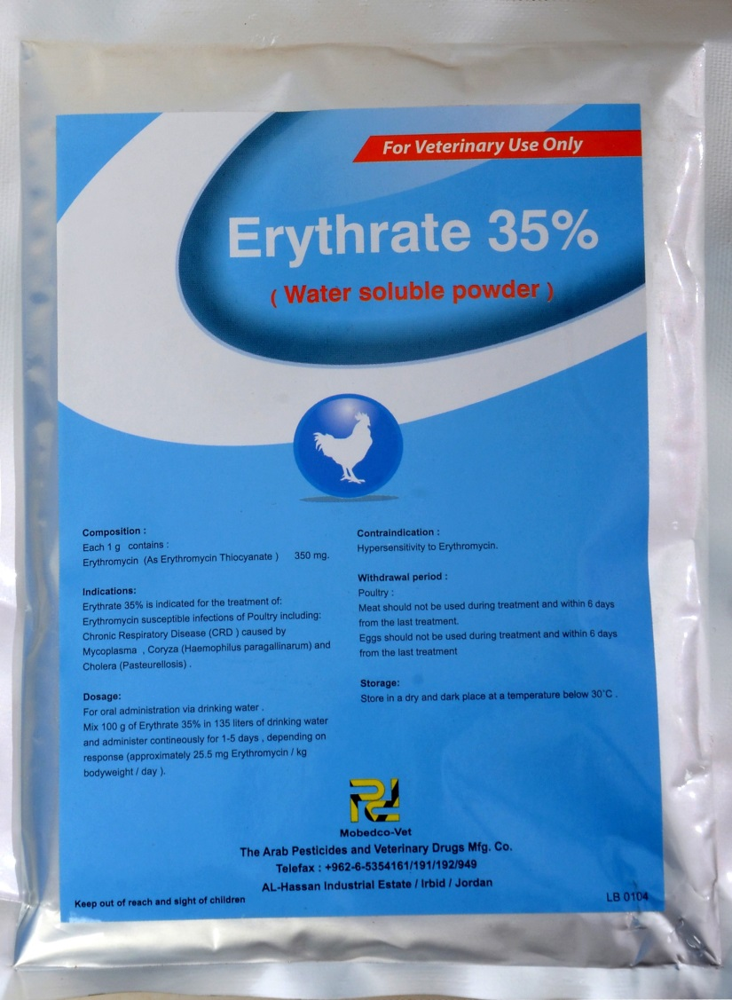 For Veterinary Use Only
Erythrate 35%
( Water soluble powder )
Composition :
Each 1 g contains :
Erythromycin (As Erythromycin Thiocyanate ) 350 mg.
Indications:
Erythrate 35% is indicated for the treatment of:
Erythromycin susceptible infections of Poultry including:
Chronic Respiratory Disease (CRD ) caused by
Mycoplasma , Coryza (Haemophilus paragallinarum) and
Cholera (Pasteurellosis) .
Dosage:
For oral administration via drinking water .
Mix 100 g of Erythrate 35% in 135 liters of drinking water
and administer contineously for 1-5 days , depending on
response (approximately 25.5 mg Erythromycin / kg
bodyweight / day ).
Contraindication :
Hypersensitivity to Erythromycin.
Withdrawal period :
Poultry :
Meat should not be used during treatment and within 6 days
from the last treatment.
Eggs should not be used during treatment and within 6 days
from the last treatment
Storage:
Store in a dry and dark place at a temperature below 30°C .
Mobedco-Vet
The Arab Pesticides and Veterinary Drugs Mfg. Co.
Telefax : +962-6-5354161/191/192/949
AL-Hassan Industrial Estate / Irbid / Jordan
Keep out of reach and sight of children
LB 0104